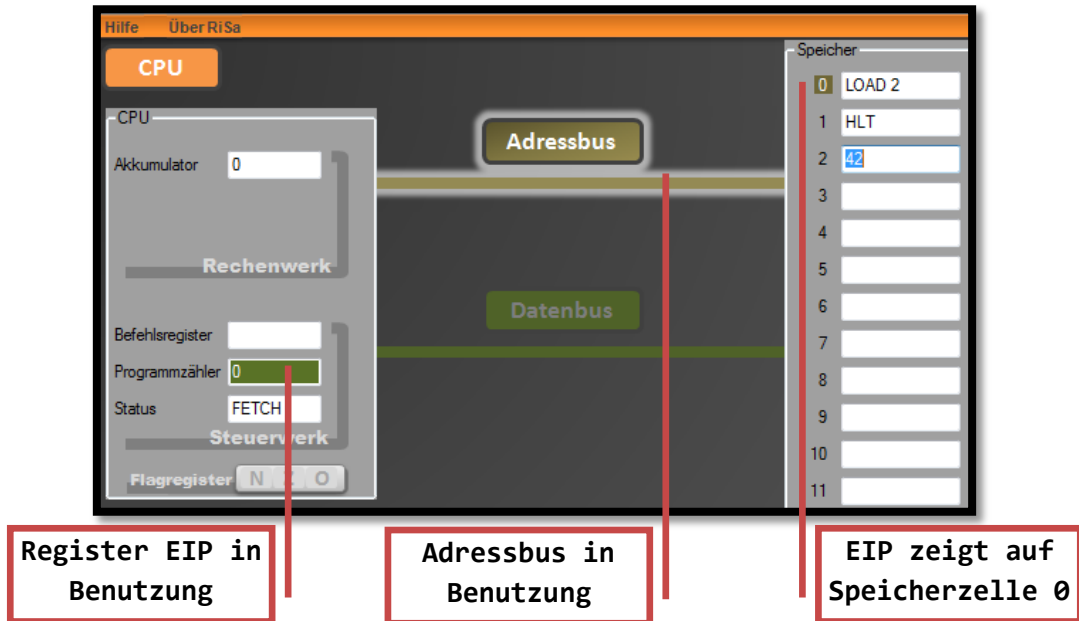 Hilfe Über RiSa
CPU
CPU
Akkumulator 0
Rechenwerk
Befehlsregister
Programmzähler 0
Status FETCH
Steuerwerk
Flagregister N Z O
Adressbus
Datenbus
Speicher
0 LOAD 2
1 HLT
2 42
3
4
5
6
7
8
9
10
11
Register EIP in
Benutzung
Adressbus in
Benutzung
EIP zeigt auf
Speicherzelle 0